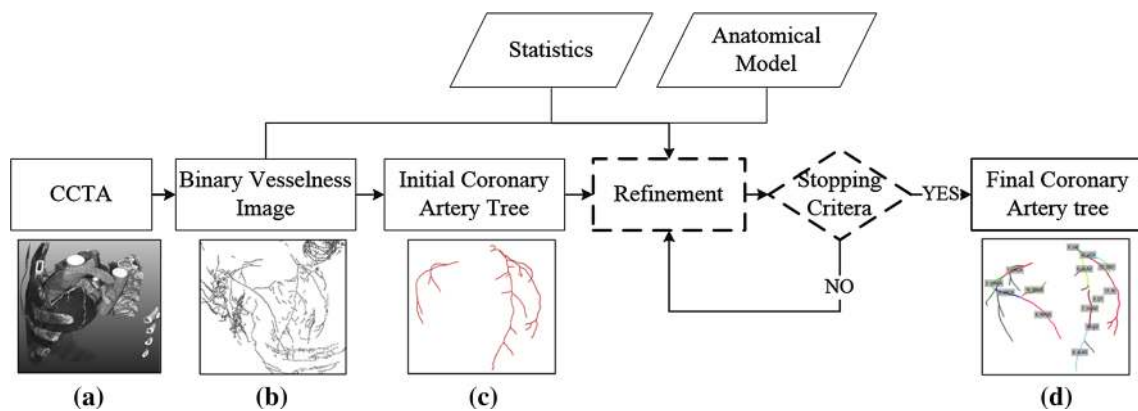 Statistics
Anatomical
Model
CCTA
Binary Vesselness
Image
Initial Coronary
Artery Tree
Refinement
Stopping
Critera
YES
Final Coronary
Artery tree
NO
(a)
(b)
(c)
(d)